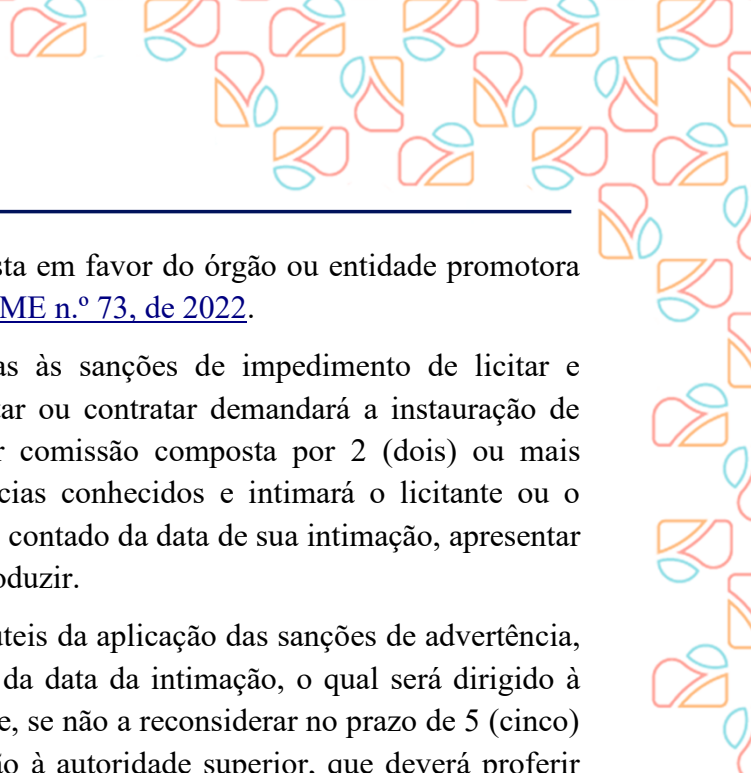 sta em favor do órgão ou entidade promotora
ME n.º 73, de 2022.
as às sanções de impedimento de licitar e
tar ou contratar demandará a instauração de
r comissão composta por 2 (dois) ou mais
cias conhecidos e intimará o licitante ou o
contado da data de sua intimação, apresentar
oduzir.
úteis da aplicação das sanções de advertência,
da data da intimação, o qual será dirigido à
e, se não a reconsiderar no prazo de 5 (cinco)
ão à autoridade superior, que deverá proferir